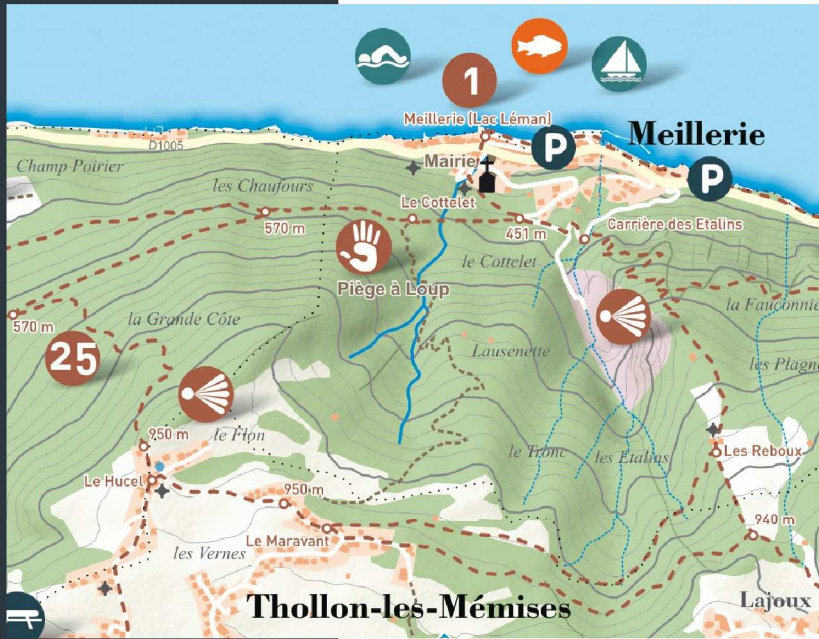 1
Meillerie (Lac Léman)
Meillerie
P
D1005
Mairie
P
Champ Poirier
les Chaufours
Le Cottelet
570 m
451 m
Carrière des Etalins
le Cottelet
Piège à Loup
570 m
la Grande Côte
la Fauconnie
25
Lausenette
les Plagne
950 m
le Flon
le Tronc
les Etalins
Les Reboux
Le Hucel
950 m
940 m
Le Maravant
les Vernes
Thollon-les-Mémises
Lajoux